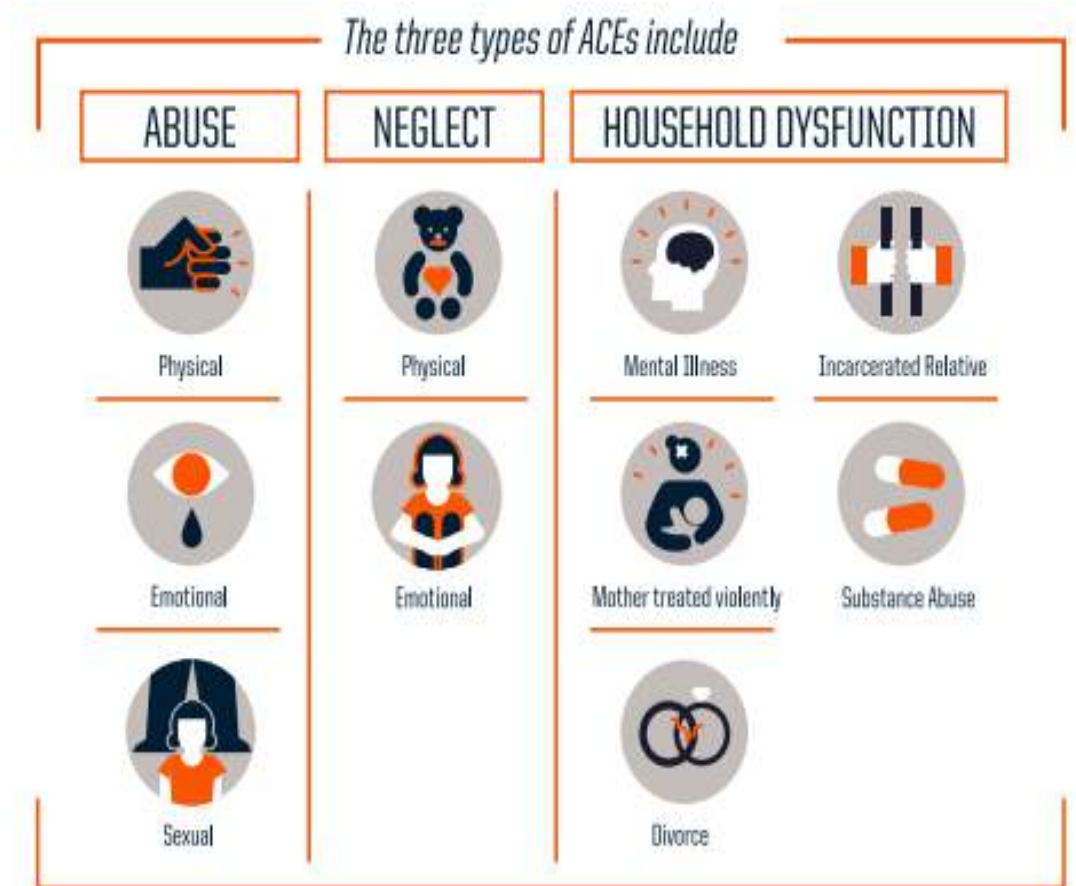 The three types of ACEs include
ABUSE
NEGLECT
HOUSEHOLD DYSFUNCTION
Physical
Physical
Mental Illness
Incarcerated Relative
Emotional
Emotional
Mother treated violently
Substance Abuse
Sexual
Divorce